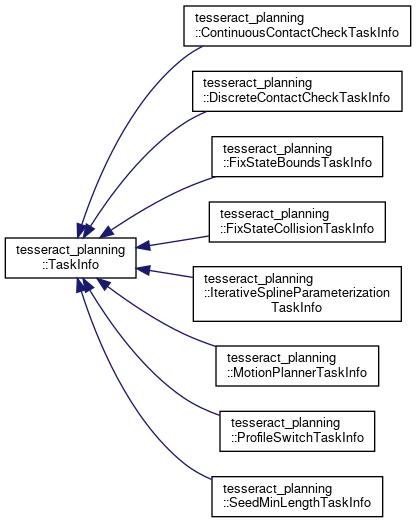 tesseract_planning
::ContinuousContactCheckTaskInfo
tesseract_planning
::DiscreteContactCheckTaskInfo
tesseract_planning
::FixStateBoundsTaskInfo
tesseract_planning
::FixStateCollisionTaskInfo
tesseract_planning
::TaskInfo
tesseract_planning
::IterativeSplineParameterization
TaskInfo
tesseract_planning
::MotionPlannerTaskInfo
tesseract_planning
::ProfileSwitchTaskInfo
tesseract_planning
::SeedMinLengthTaskInfo